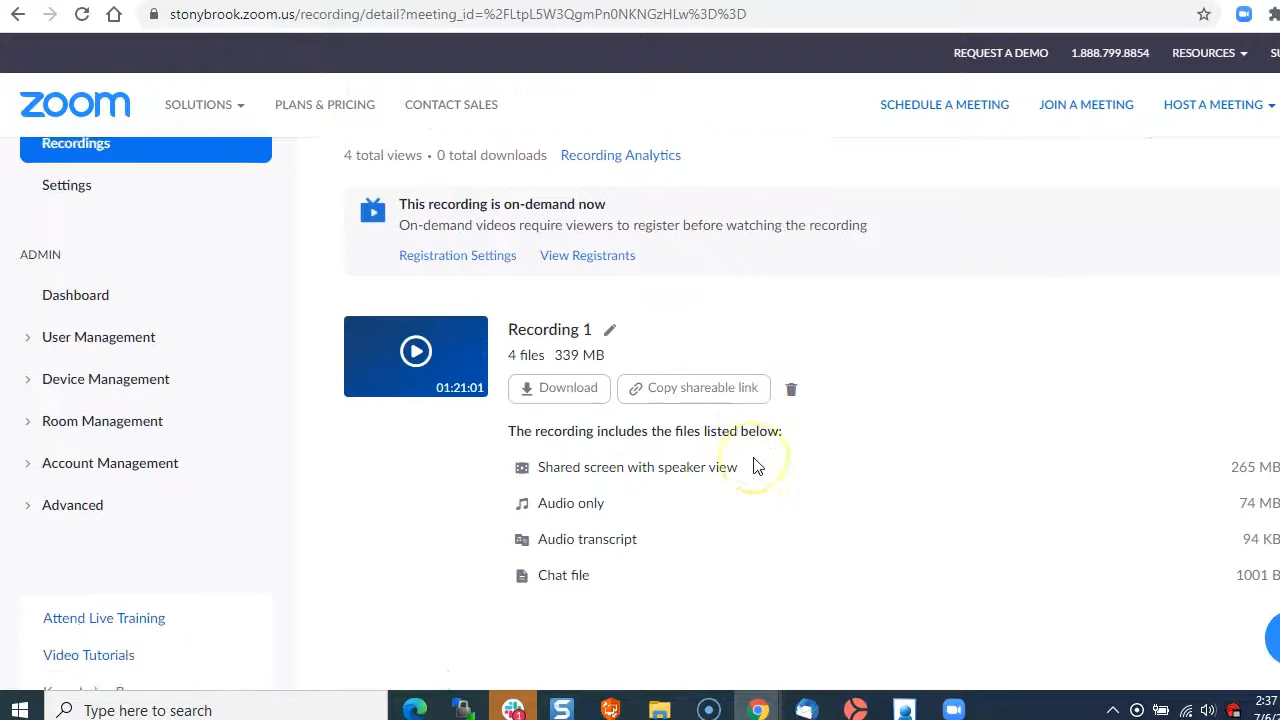 stonybrook.zoom.us/recording/detail?meeting_id=%2FLtpL5W3QgmPn0NKNGzHLw%3D%3D
REQUEST A DEMO 1.888.799.8854 RESOURCES
zoom SOLUTIONS PLANS & PRICING CONTACT SALES SCHEDULE A MEETING JOIN A MEETING HOST A MEETING
Recordings
4 total views • 0 total downloads Recording Analytics
Settings
This recording is on-demand now
On-demand videos require viewers to register before watching the recording
Registration Settings View Registrants
ADMIN
Dashboard
User Management
Device Management
Room Management
Account Management
Advanced
Recording 1
4 files 339 MB
01:21:01
Download Copy shareable link
The recording includes the files listed below:
Shared screen with speaker view 265 MB
Audio only 74 MB
Audio transcript 94 KB
Chat file 1001 B
Attend Live Training
Video Tutorials
Type here to search
2:37